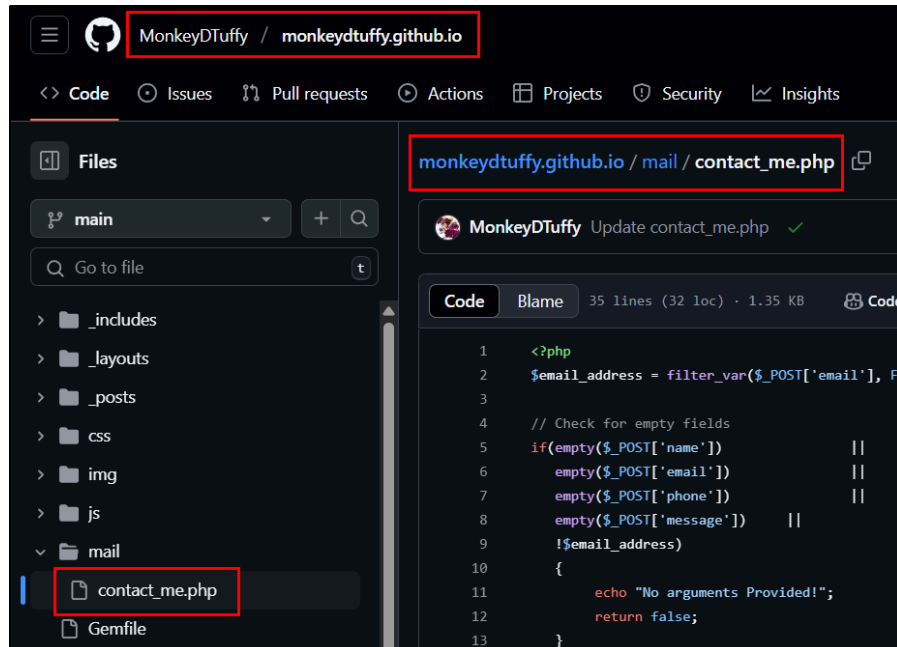 MonkeyDTuffy / monkeydtuffy.github.io
<> Code Issues Pull requests Actions Projects Security Insights
Files
main
Go to file t
_includes
_layouts
_posts
css
img
js
mail
contact_me.php
Gemfile
monkeydtuffy.github.io / mail / contact_me.php
MonkeyDTuffy Update contact_me.php
Code Blame 35 lines (32 loc) · 1.35 KB Code
1 <?php
2 $email_address = filter_var($_POST['email'], F
3
4 // Check for empty fields
5 if(empty($_POST['name']) ||
6 empty($_POST['email']) ||
7 empty($_POST['phone']) ||
8 empty($_POST['message']) ||
9 !$email_address)
10 {
11 echo "No arguments Provided!";
12 return false;
13 }